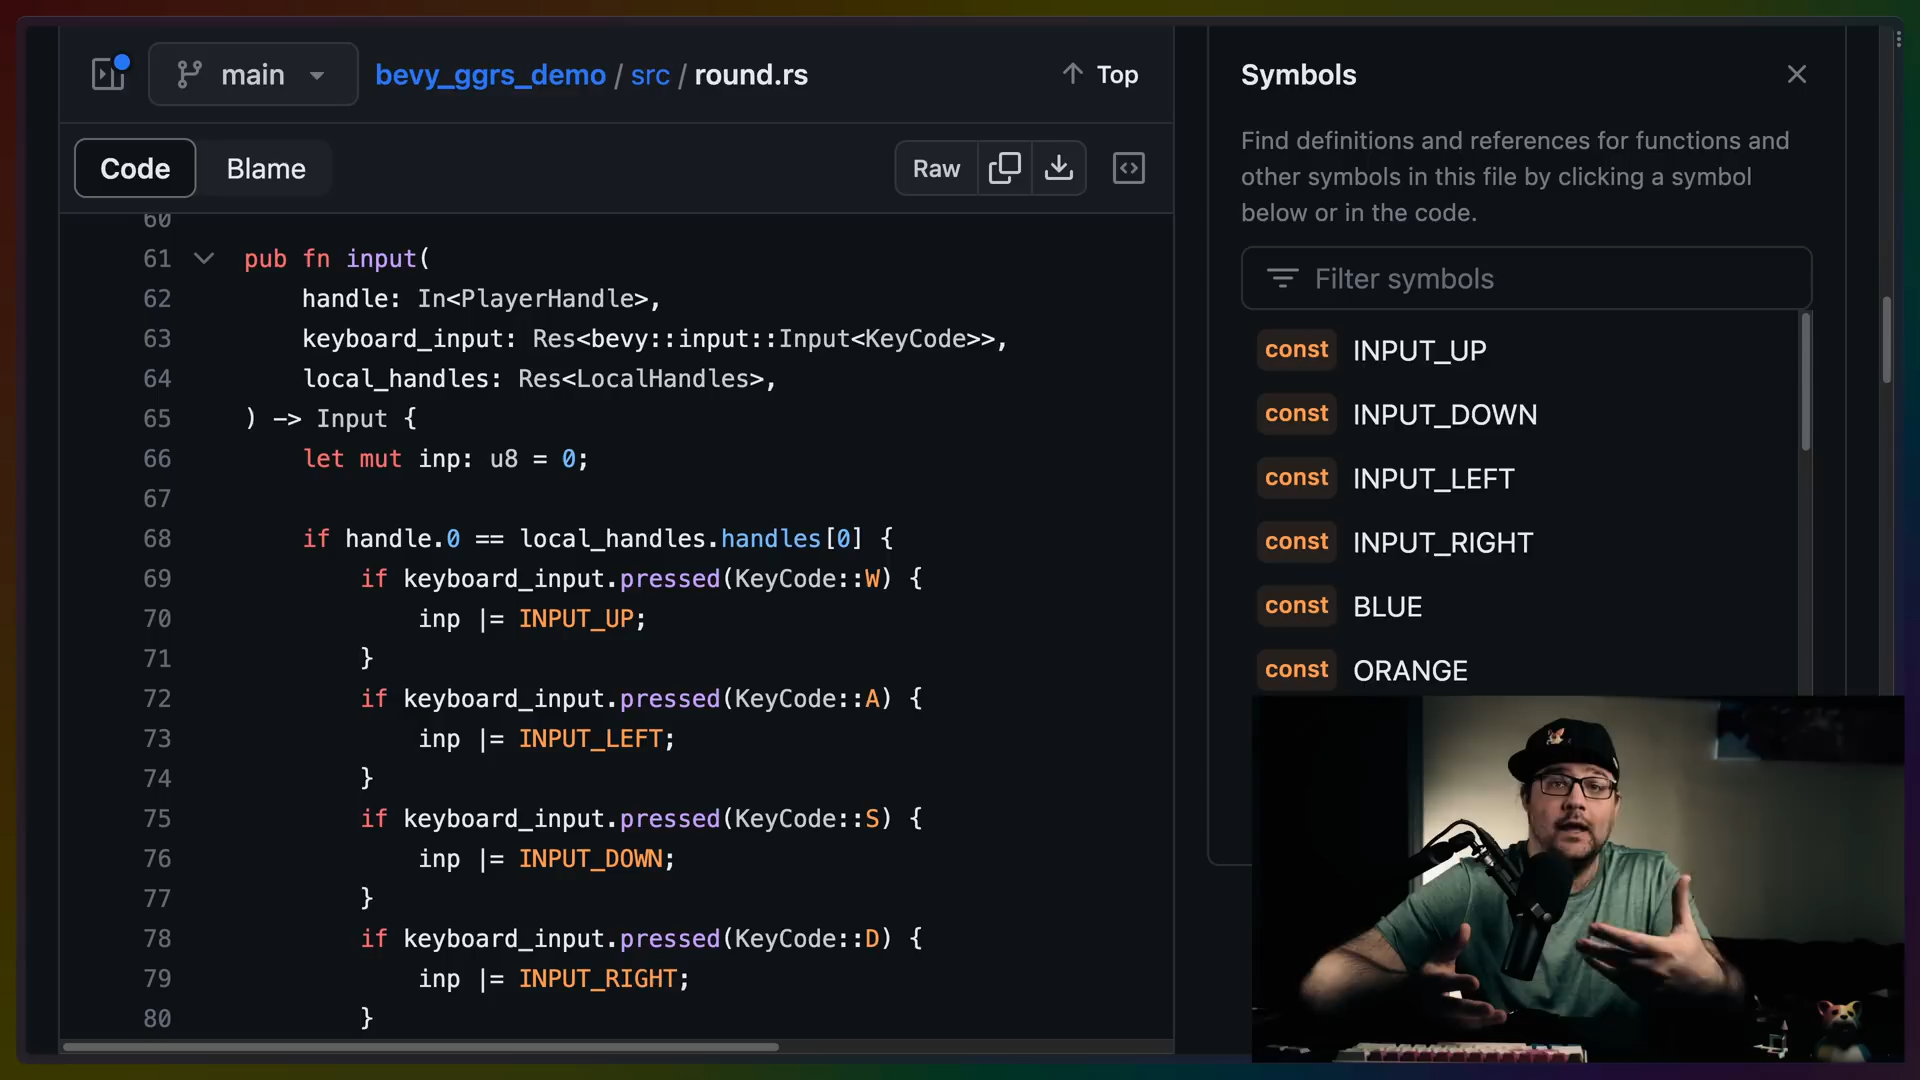 main
bevy_ggrs_demo / src / round.rs
Top
Code
Blame
Raw
60
61 pub fn input(
62 handle: In<PlayerHandle>,
63 keyboard_input: Res<bevy::input::Input<KeyCode>>,
64 local_handles: Res<LocalHandles>,
65 ) -> Input {
66 let mut inp: u8 = 0;
67
68 if handle.0 == local_handles.handles[0] {
69 if keyboard_input.pressed(KeyCode::W) {
70 inp |= INPUT_UP;
71 }
72 if keyboard_input.pressed(KeyCode::A) {
73 inp |= INPUT_LEFT;
74 }
75 if keyboard_input.pressed(KeyCode::S) {
76 inp |= INPUT_DOWN;
77 }
78 if keyboard_input.pressed(KeyCode::D) {
79 inp |= INPUT_RIGHT;
80 }
Symbols
Find definitions and references for functions and
other symbols in this file by clicking a symbol
below or in the code.
Filter symbols
const INPUT_UP
const INPUT_DOWN
const INPUT_LEFT
const INPUT_RIGHT
const BLUE
const ORANGE